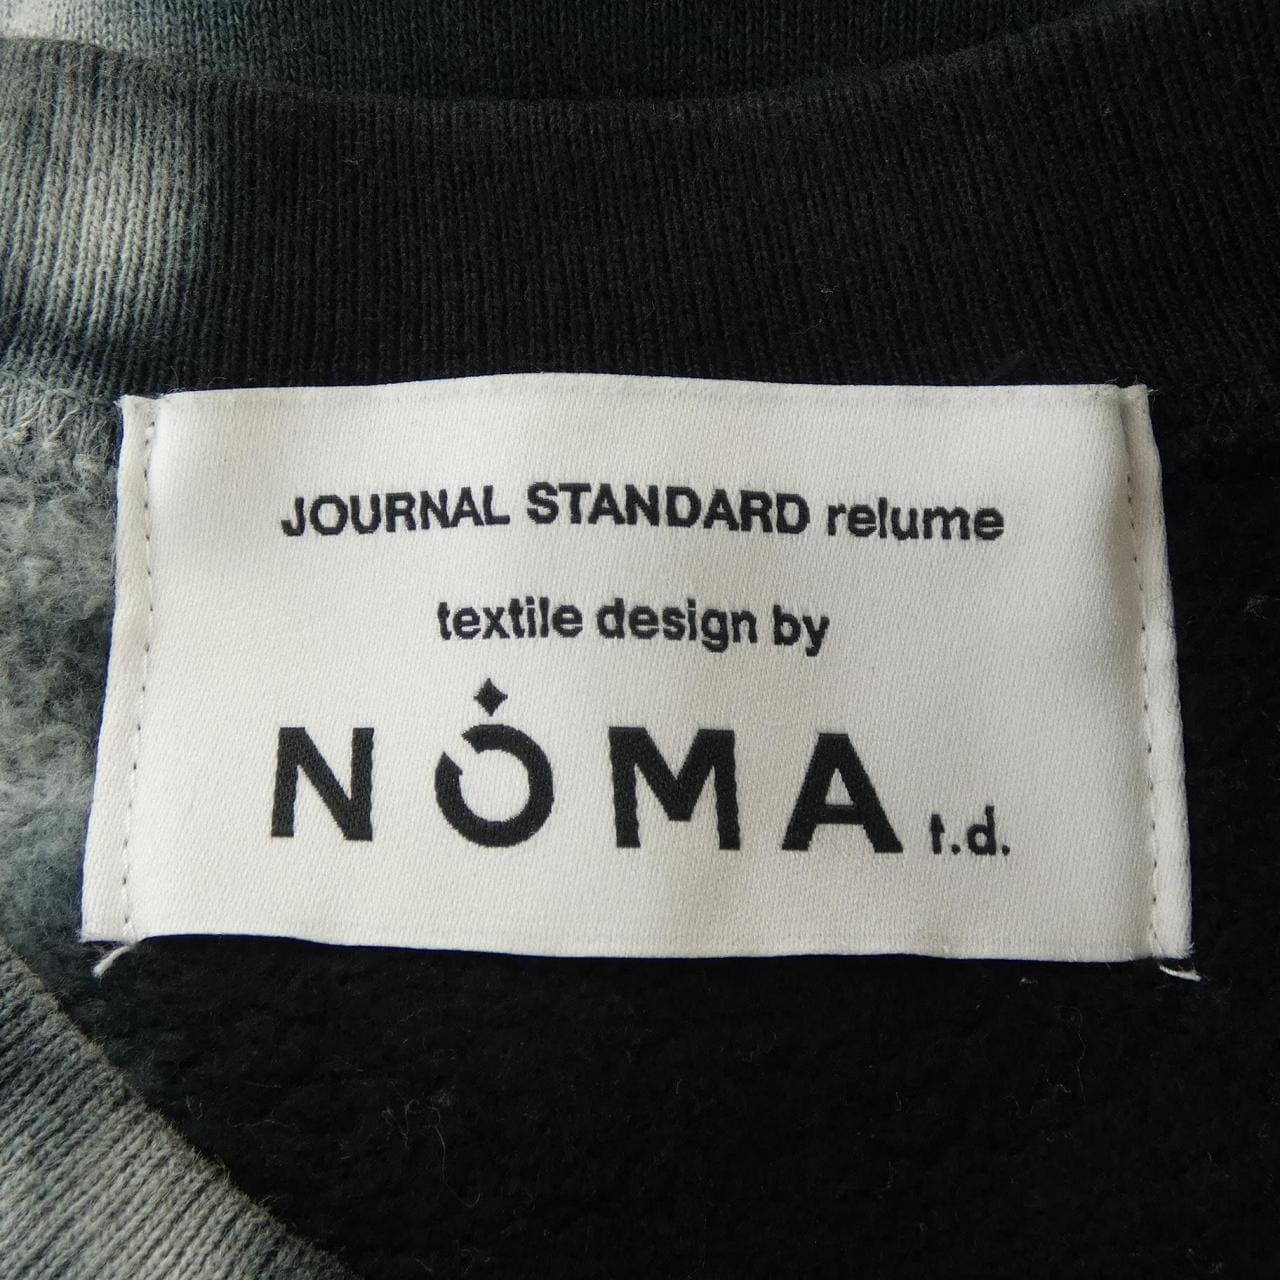 JOURNAL STANDARD relume
textile design by
NOMA t.d.